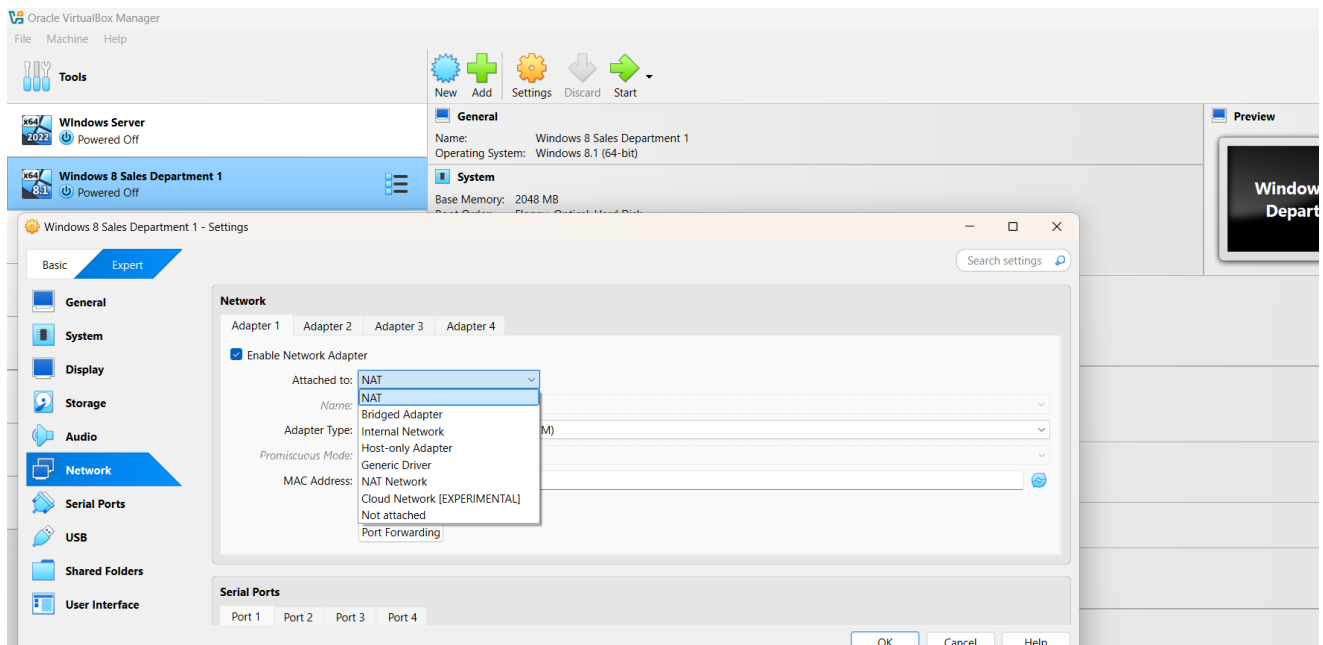 Oracle VirtualBox Manager
File Machine Help
Tools
New Add Settings Discard Start
x64 2022
WIndows Server
Powered Off
x64 8.1
Windows 8 Sales Department 1
Powered Off
General
Name: Windows 8 Sales Department 1
Operating System: Windows 8.1 (64-bit)
System
Base Memory: 2048 MB
Preview
Window
Depart
Windows 8 Sales Department 1 - Settings
Basic Expert
Search settings
General
System
Display
Storage
Audio
Network
Serial Ports
USB
Shared Folders
User Interface
Network
Adapter 1 Adapter 2 Adapter 3 Adapter 4
Enable Network Adapter
Attached to: NAT
NAT
Name:
Bridged Adapter
Adapter Type: Internal Network M)
Host-only Adapter
Promiscuous Mode:
Generic Driver
MAC Address: NAT Network
Cloud Network [EXPERIMENTAL]
Not attached
Port Forwarding
Serial Ports
Port 1 Port 2 Port 3 Port 4
OK Cancel Help